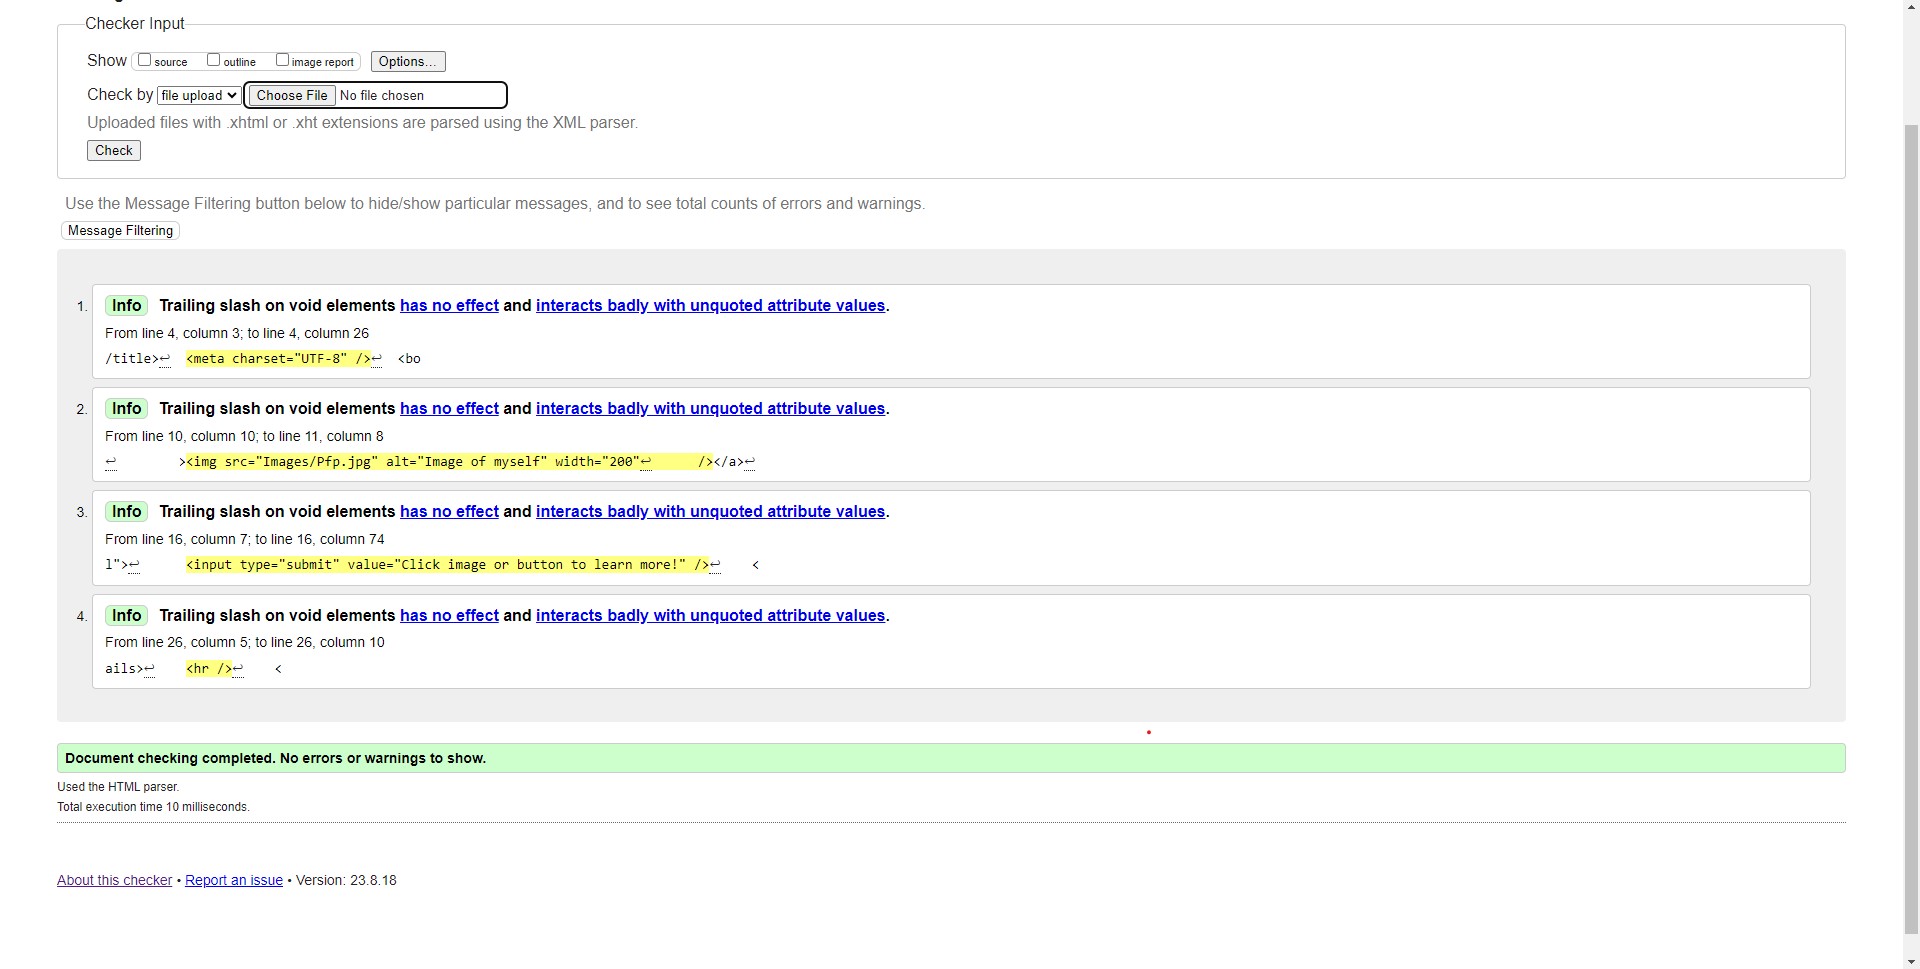 Checker Input
Show source outline image report Options...
Check by file upload Choose File No file chosen
Uploaded files with .xhtml or .xht extensions are parsed using the XML parser.
Check
Use the Message Filtering button below to hide/show particular messages, and to see total counts of errors and warnings.
Message Filtering
1. Info Trailing slash on void elements has no effect and interacts badly with unquoted attribute values.
From line 4, column 3; to line 4, column 26
/title>↩ <meta charset="UTF-8" />↩ <bo
2. Info Trailing slash on void elements has no effect and interacts badly with unquoted attribute values.
From line 10, column 10; to line 11, column 8
↩ ><img src="Images/Pfp.jpg" alt="Image of myself" width="200"↩ /></a>↩
3. Info Trailing slash on void elements has no effect and interacts badly with unquoted attribute values.
From line 16, column 7; to line 16, column 74
l">↩ <input type="submit" value="Click image or button to learn more!" />↩ <
4. Info Trailing slash on void elements has no effect and interacts badly with unquoted attribute values.
From line 26, column 5; to line 26, column 10
ails>↩ <hr />↩ <
Document checking completed. No errors or warnings to show.
Used the HTML parser.
Total execution time 10 milliseconds.
About this checker • Report an issue • Version: 23.8.18